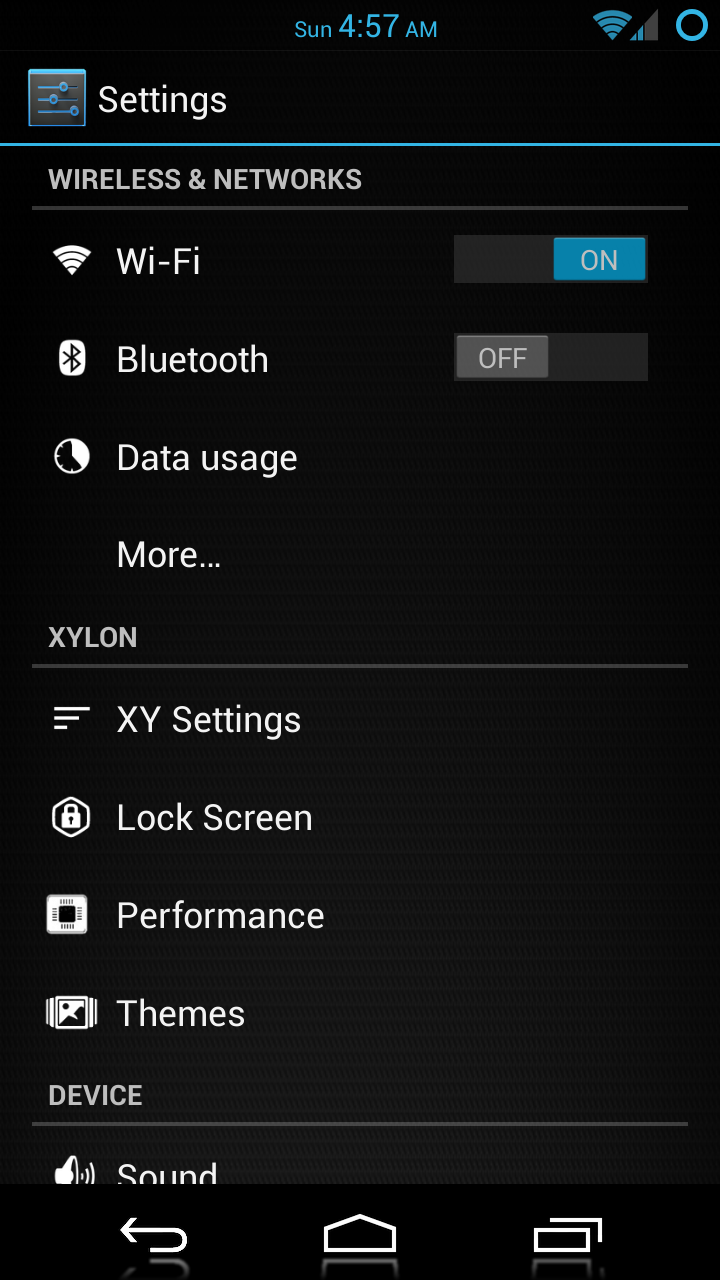 Sun 4:57 AM
Settings
WIRELESS & NETWORKS
Wi-Fi ON
Bluetooth OFF
Data usage
More...
XYLON
XY Settings
Lock Screen
Performance
Themes
DEVICE
Sound